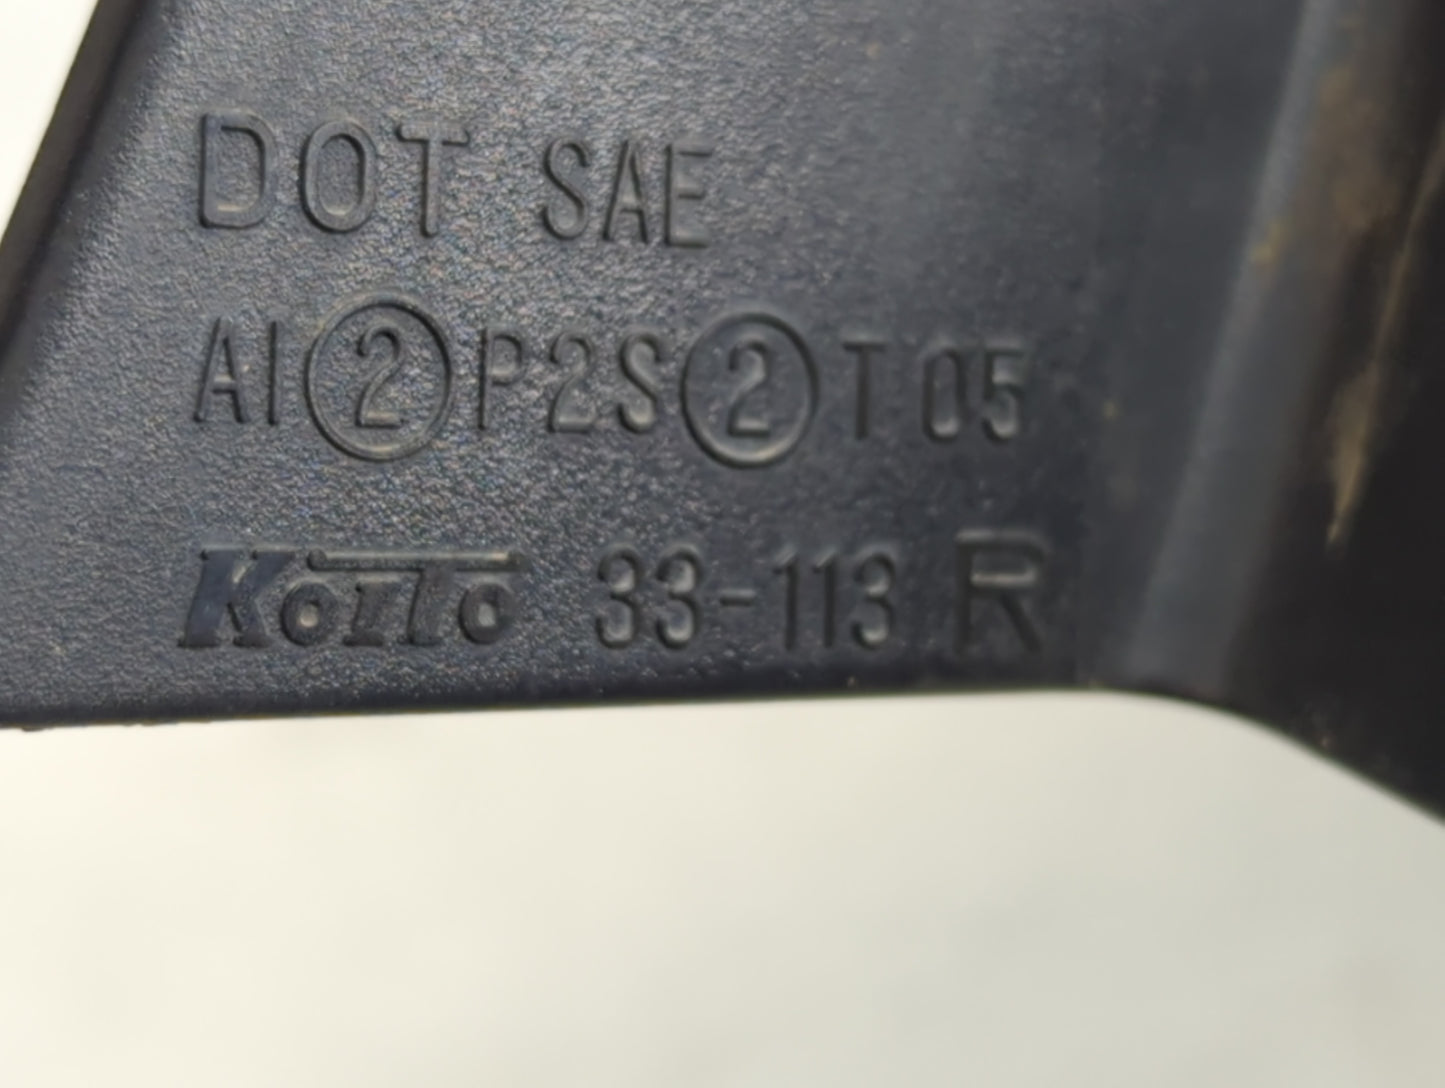 DOT SAE
AI②P2S②T 05
Koito 33-113 R